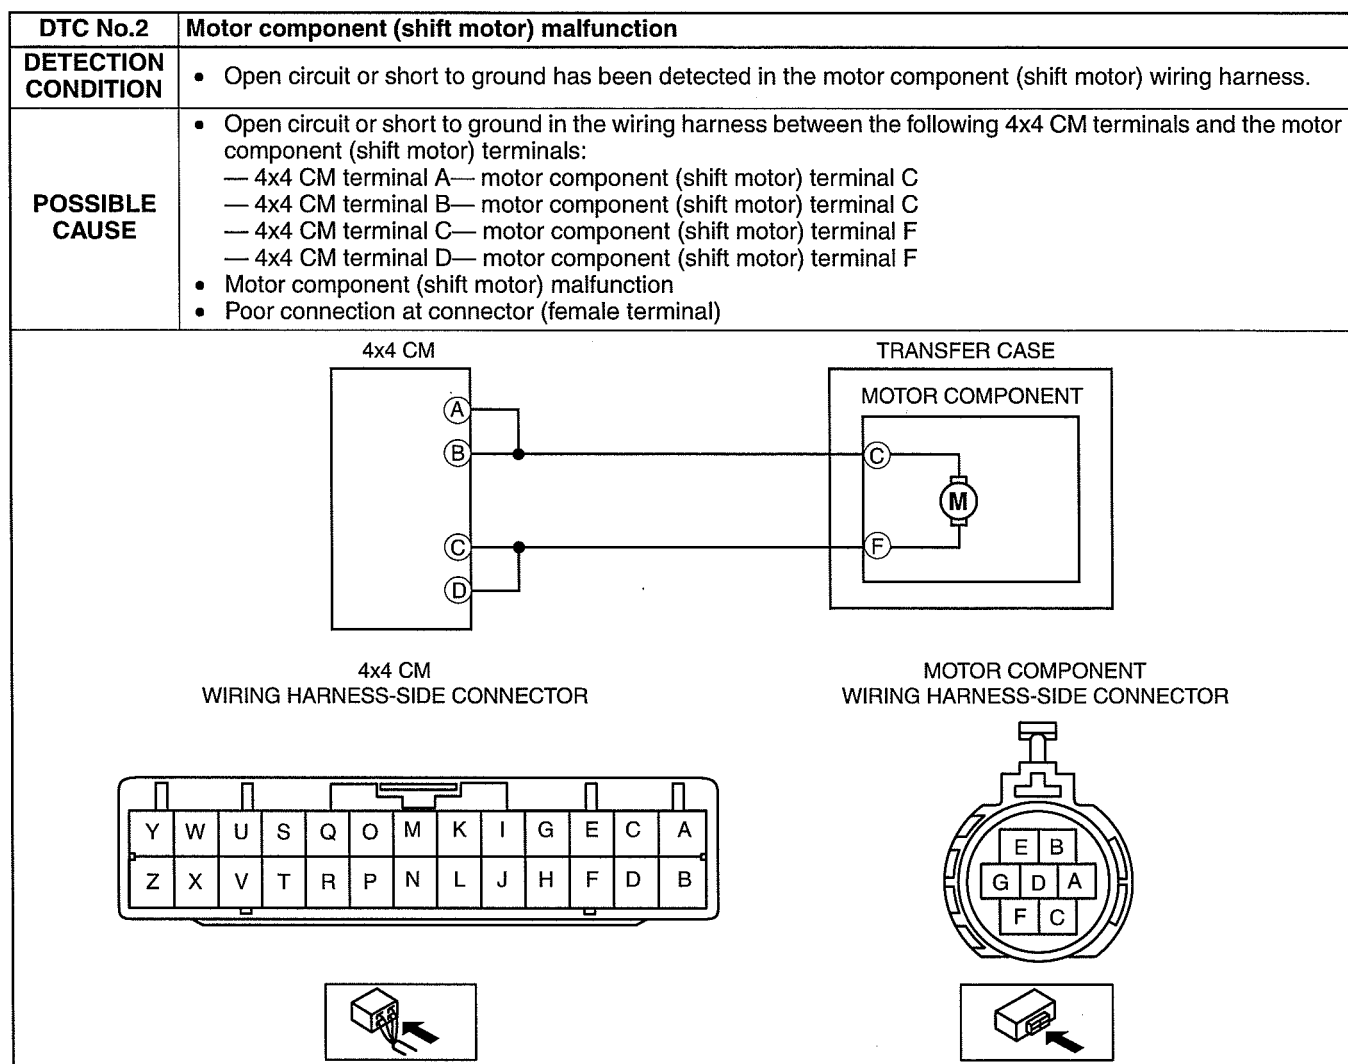 DTC No.2 Motor component (shift motor) malfunction
DETECTION CONDITION
• Open circuit or short to ground has been detected in the motor component (shift motor) wiring harness.
POSSIBLE CAUSE
• Open circuit or short to ground in the wiring harness between the following 4x4 CM terminals and the motor
component (shift motor) terminals:
— 4x4 CM terminal A— motor component (shift motor) terminal C
— 4x4 CM terminal B— motor component (shift motor) terminal C
— 4x4 CM terminal C— motor component (shift motor) terminal F
— 4x4 CM terminal D— motor component (shift motor) terminal F
• Motor component (shift motor) malfunction
• Poor connection at connector (female terminal)
4x4 CM
A
B
C
D
TRANSFER CASE
MOTOR COMPONENT
C
M
F
4x4 CM
WIRING HARNESS-SIDE CONNECTOR
Y W U S Q O M K I G E C A
Z X V T R P N L J H F D B
MOTOR COMPONENT
WIRING HARNESS-SIDE CONNECTOR
E B
G D A
F C